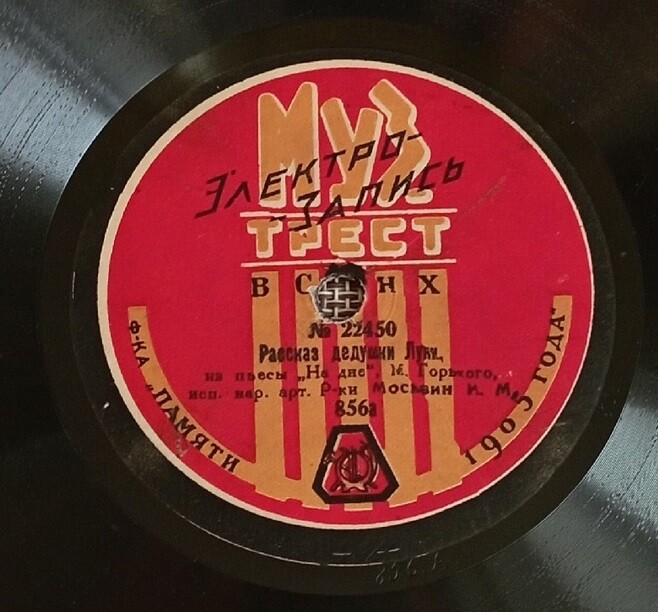 Муз
ЭЛЕКТРО-
-ЗАПИСЬ
ТРЕСТ
ВСНХ
№ 22450
Рассказ дедушки Луки,
из пьесы „На дне", М. Горького,
исп. нар. арт. Р-ки Москвин И. М.
856а
Ф-КА „ПАМЯТИ 1905 ГОДА"